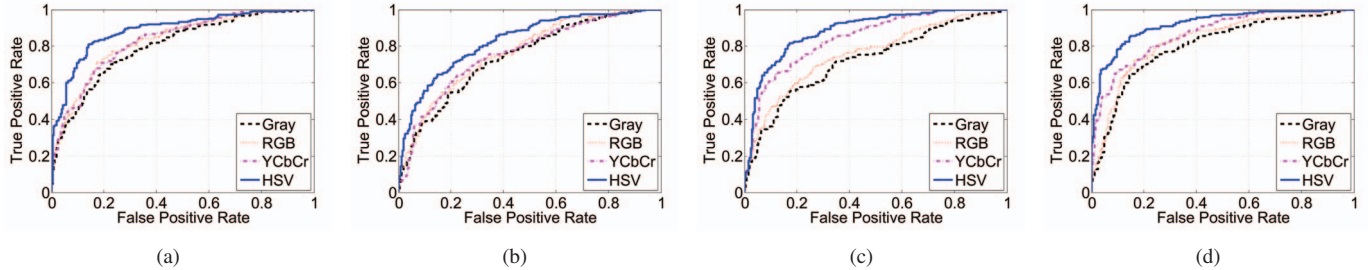 True Positive Rate
1
0.8
0.6
0.4
0.2
0
0 0.2 0.4 0.6 0.8 1
False Positive Rate
Gray
RGB
YCbCr
HSV
(a)
True Positive Rate
1
0.8
0.6
0.4
0.2
0
0 0.2 0.4 0.6 0.8 1
False Positive Rate
Gray
RGB
YCbCr
HSV
(b)
True Positive Rate
1
0.8
0.6
0.4
0.2
0
0 0.2 0.4 0.6 0.8 1
False Positive Rate
Gray
RGB
YCbCr
HSV
(c)
True Positive Rate
1
0.8
0.6
0.4
0.2
0
0 0.2 0.4 0.6 0.8 1
False Positive Rate
Gray
RGB
YCbCr
HSV
(d)